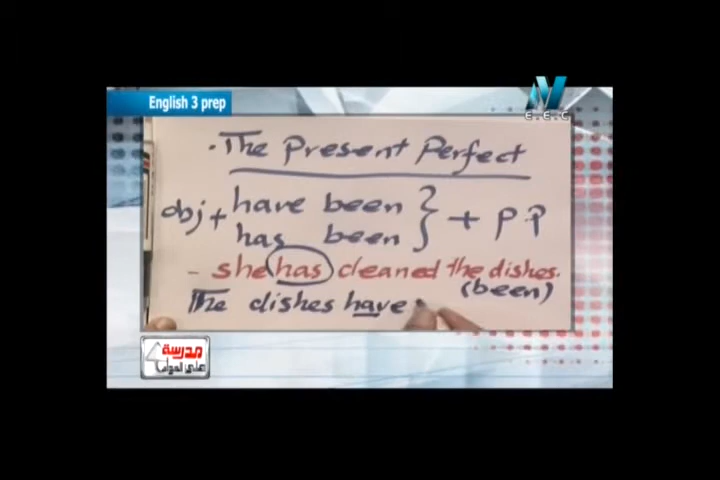 English 3 prep
E.E.C
. The Present Perfect
obj + have been } + P.P
has been
- she has cleaned the dishes.
(been)
The dishes have
مدرسة
على الهواء